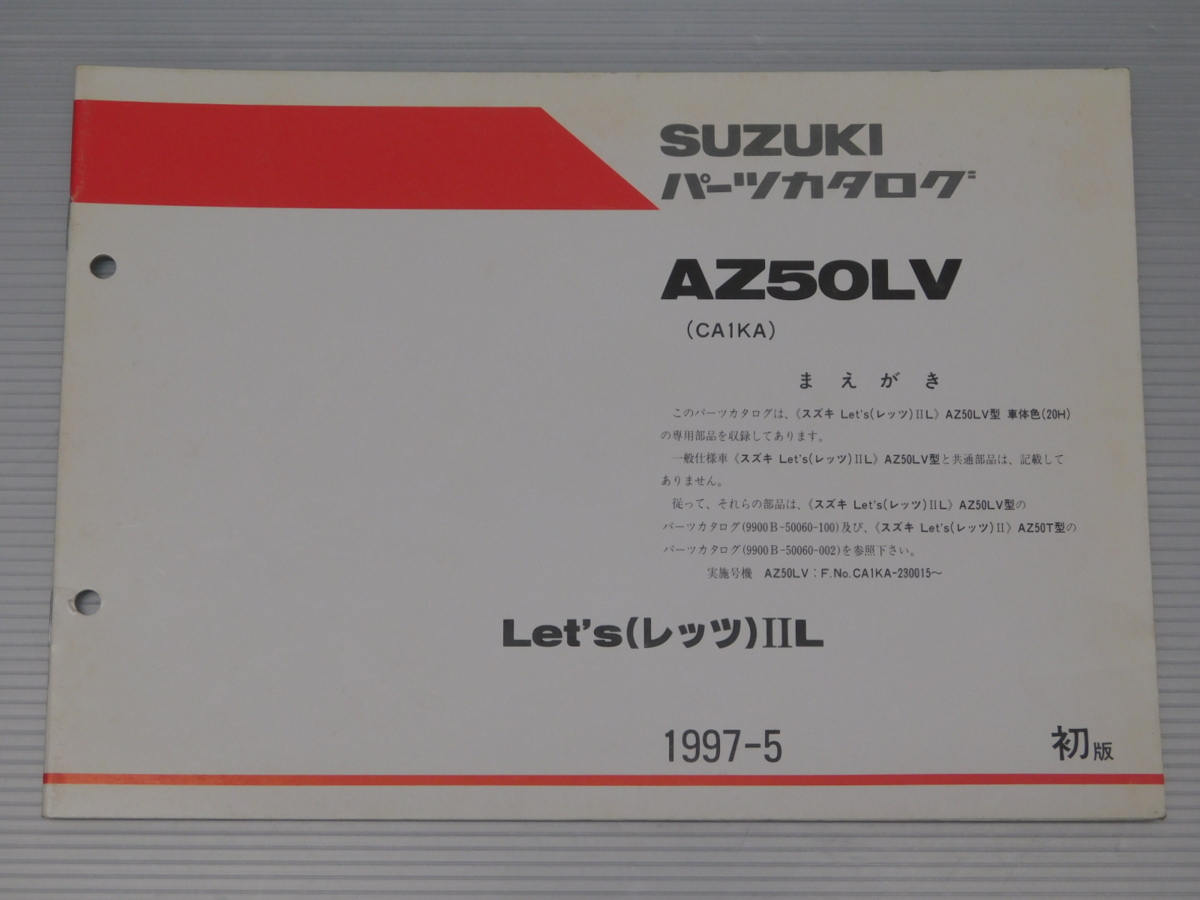 SUZUKI
パーツカタログ
AZ50LV
(CA1KA)
まえがき
このパーツカタログは、《スズキ Let's(レッツ)ⅡL》AZ50LV型 車体色(20H)
の専用部品を収録してあります。
一般仕様車《スズキ Let's(レッツ)ⅡL》AZ50LV型と共通部品は、記載して
ありません。
従って、それらの部品は、《スズキ Let's(レッツ)ⅡL》AZ50LV型の
パーツカタログ(9900B-50060-100)及び、《スズキ Let's(レッツ)Ⅱ》AZ50T型の
パーツカタログ(9900B-50060-002)を参照下さい。
実施号機 AZ50LV:F.No.CA1KA-230015～
Let's(レッツ)ⅡL
1997-5 初版